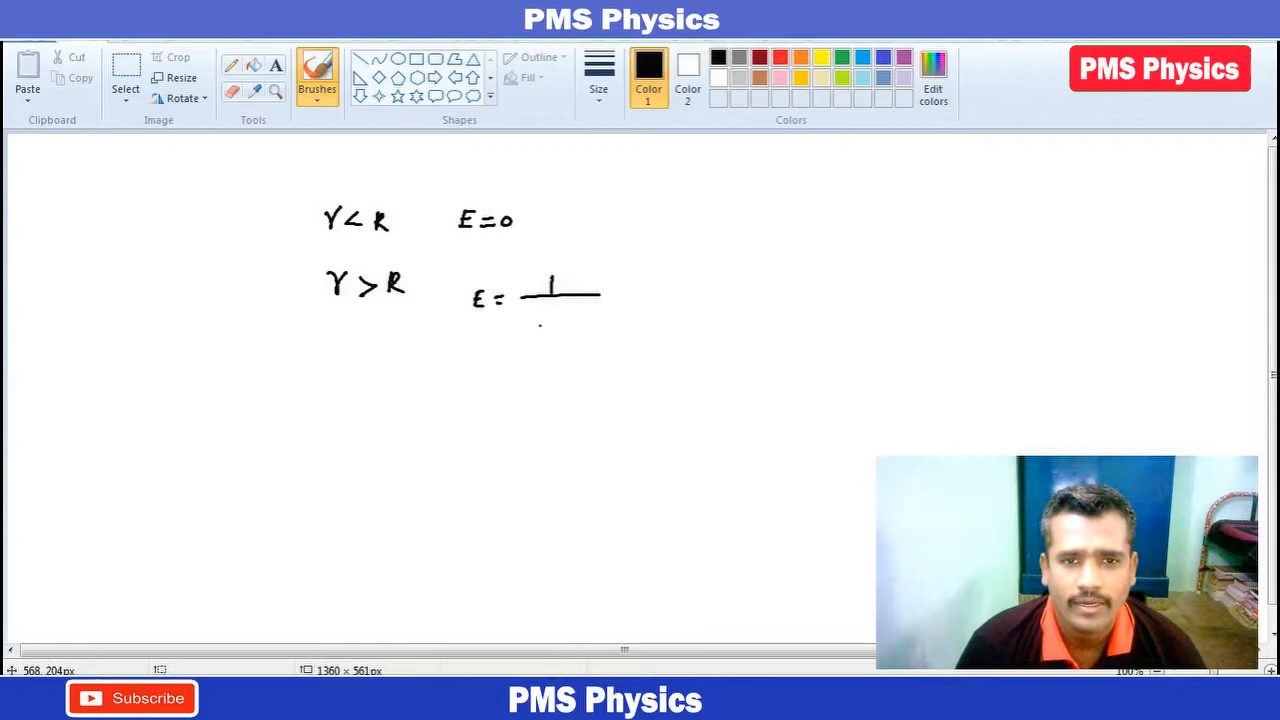 PMS Physics
Cut
Copy
Paste
Clipboard
Select
Crop
Resize
Rotate
Image
A
Tools
Brushes
Outline
Fill
Shapes
Size
Color 1
Color 2
Edit colors
Colors
PMS Physics
r < R E = 0
r > R E = 1
568, 204px
1360 × 561px
100%
Subscribe
PMS Physics